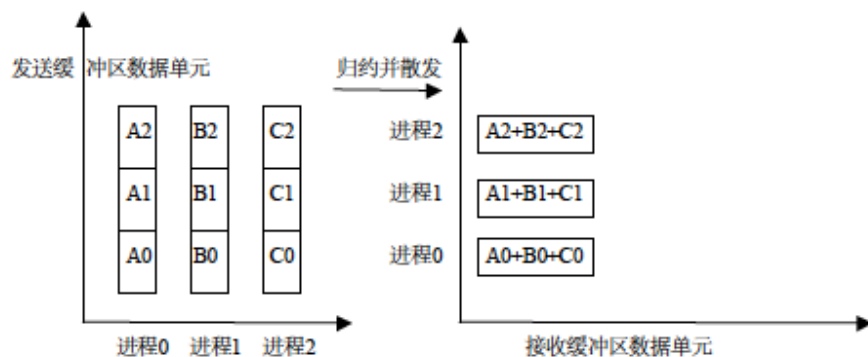 发送缓 冲区数据单元
归约并散发
A2 B2 C2
A1 B1 C1
A0 B0 C0
进程0 进程1 进程2
进程2 A2+B2+C2
进程1 A1+B1+C1
进程0 A0+B0+C0
接收缓冲区数据单元